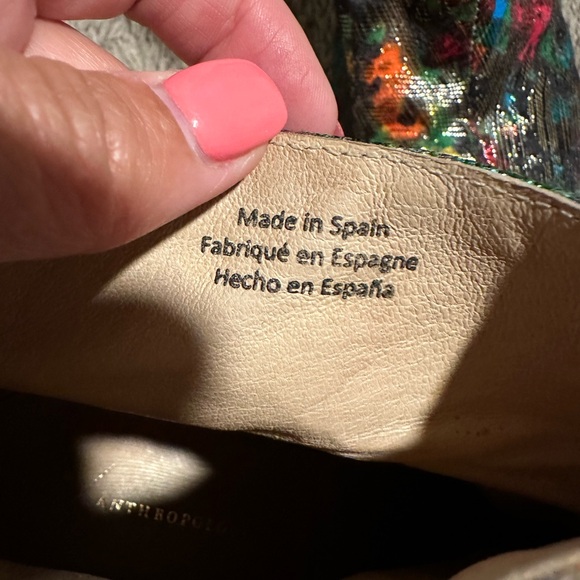 Made in Spain
Fabriqué en Espagne
Hecho en España